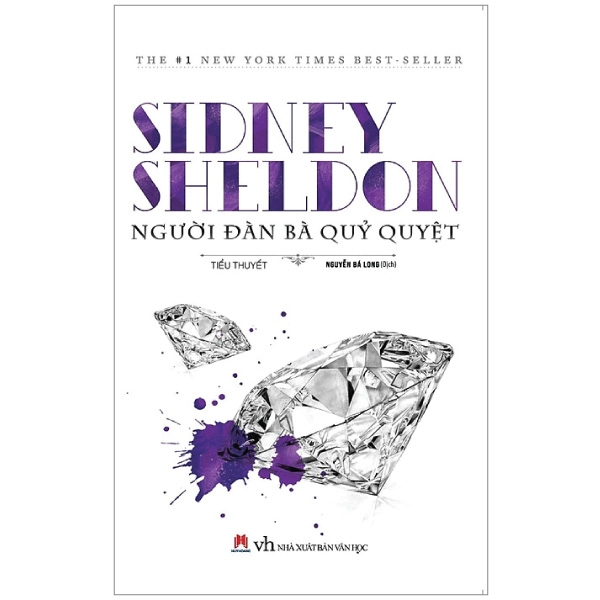 THE #1 NEW YORK TIMES BEST-SELLER
SIDNEY
SHELDON
NGƯỜI ĐÀN BÀ QUỶ QUYỆT
TIỂU THUYẾT NGUYỄN BÁ LONG (Dịch)
vh NHÀ XUẤT BẢN VĂN HỌC